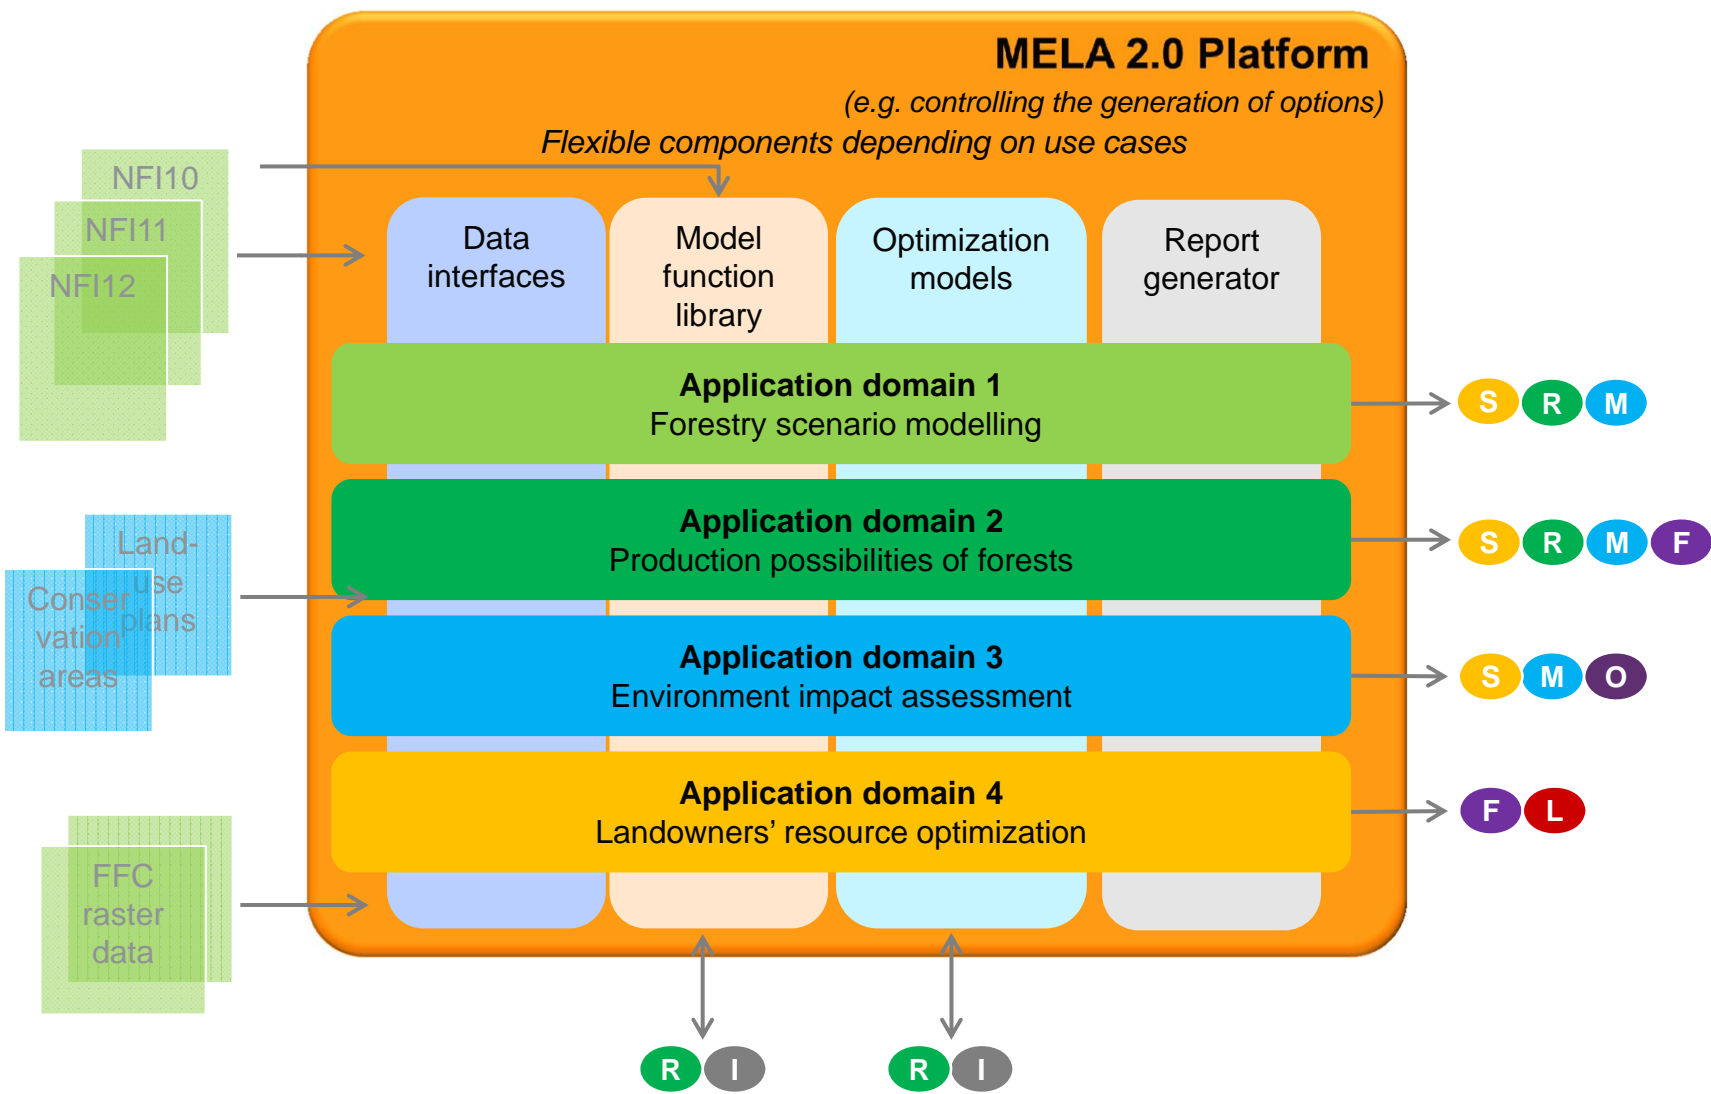 MELA 2.0 Platform
(e.g. controlling the generation of options)
Flexible components depending on use cases
NFI10
NFI11
NFI12
Data
interfaces
Model
function
library
Optimization
models
Report
generator
Application domain 1
Forestry scenario modelling
S R M
Application domain 2
Production possibilities of forests
S R M F
Land-
use
plans
Conser
vation
areas
Application domain 3
Environment impact assessment
S M O
Application domain 4
Landowners’ resource optimization
F L
FFC
raster
data
R I
R I